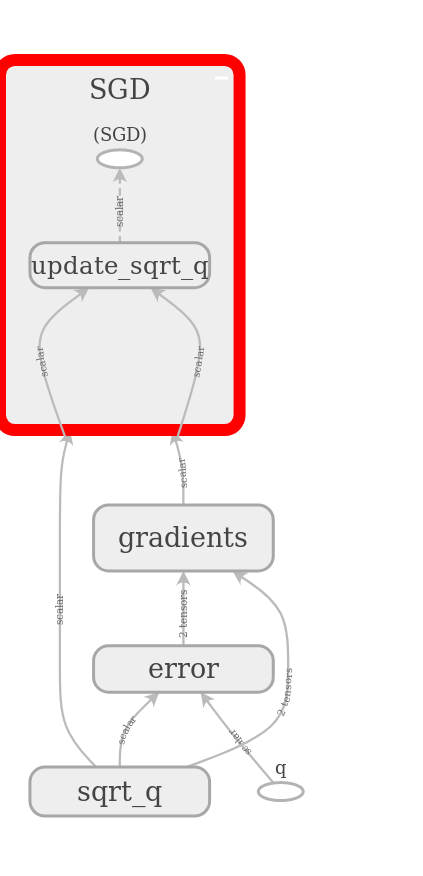 SGD
(SGD)
scalar
update_sqrt_q
scalar
scalar
scalar
gradients
scalar
2 tensors
error
2 tensors
scalar
scalar
q
sqrt_q